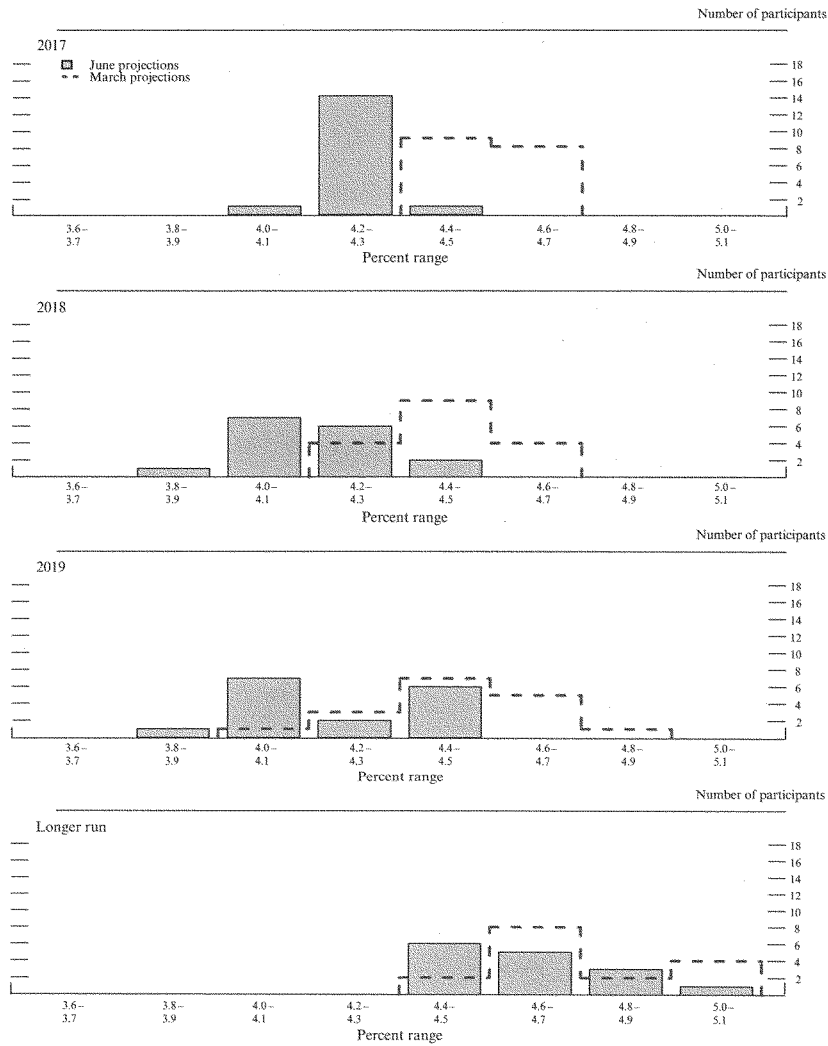 Number of participants
2017
June projections
March projections
18
16
14
12
10
8
6
4
2
3.6– 3.8– 4.0– 4.2– 4.4– 4.6– 4.8– 5.0–
3.7 3.9 4.1 4.3 4.5 4.7 4.9 5.1
Percent range
Number of participants
2018
18
16
14
12
10
8
6
4
2
3.6– 3.8– 4.0– 4.2– 4.4– 4.6– 4.8– 5.0–
3.7 3.9 4.1 4.3 4.5 4.7 4.9 5.1
Percent range
Number of participants
2019
18
16
14
12
10
8
6
4
2
3.6– 3.8– 4.0– 4.2– 4.4– 4.6– 4.8– 5.0–
3.7 3.9 4.1 4.3 4.5 4.7 4.9 5.1
Percent range
Number of participants
Longer run
18
16
14
12
10
8
6
4
2
3.6– 3.8– 4.0– 4.2– 4.4– 4.6– 4.8– 5.0–
3.7 3.9 4.1 4.3 4.5 4.7 4.9 5.1
Percent range